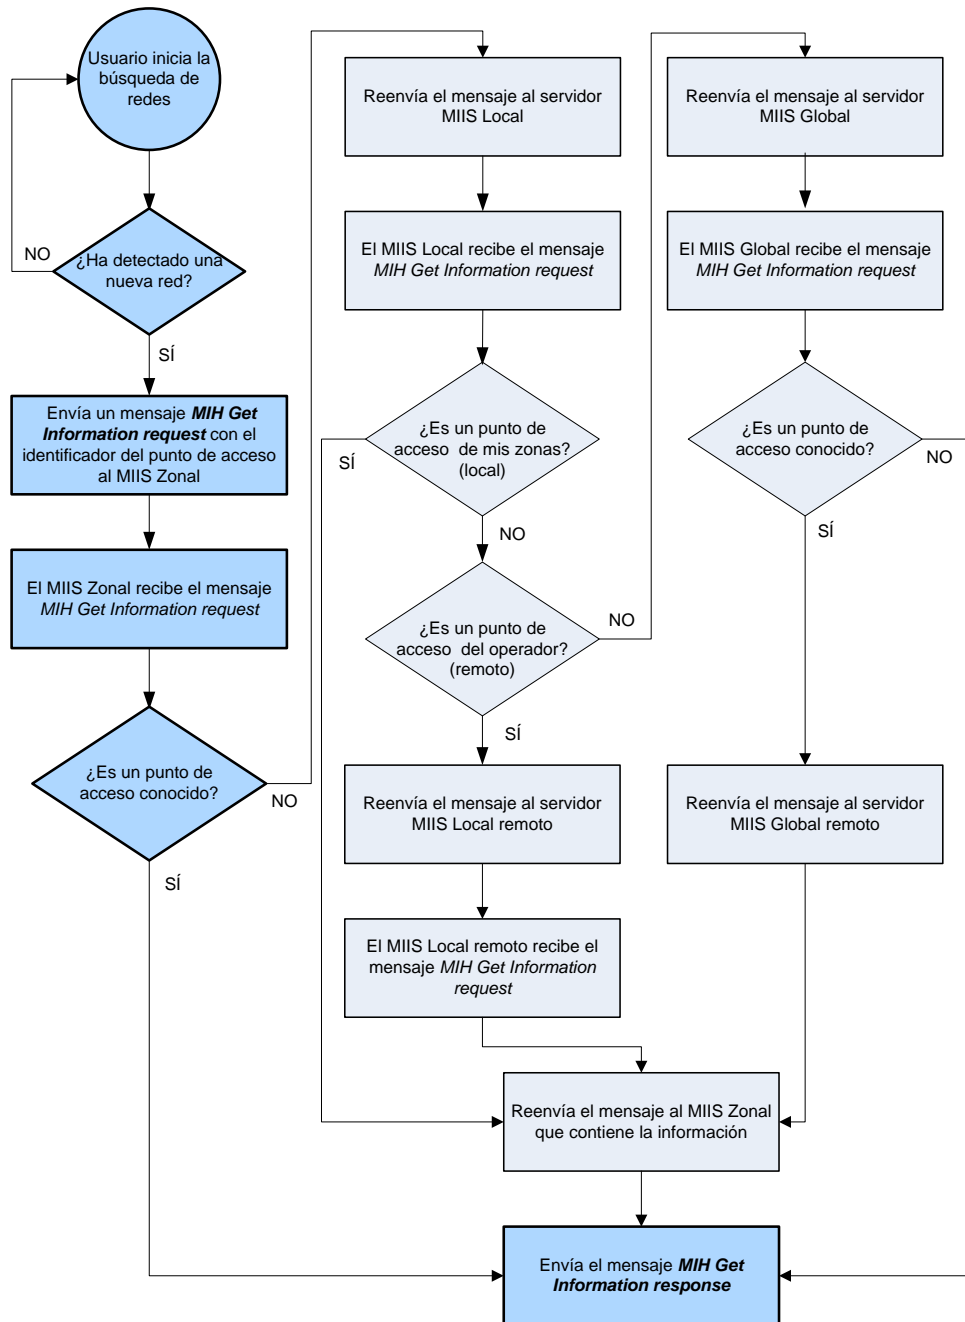 Usuario inicia la
búsqueda de
redes
NO
¿Ha detectado una
nueva red?
SÍ
Envía un mensaje MIH Get
Information request con el
identificador del punto de acceso
al MIIS Zonal
El MIIS Zonal recibe el mensaje
MIH Get Information request
¿Es un punto de
acceso conocido?
NO
SÍ
Reenvía el mensaje al servidor
MIIS Local
El MIIS Local recibe el mensaje
MIH Get Information request
¿Es un punto de
acceso de mis zonas?
(local)
SÍ
NO
¿Es un punto de
acceso del operador?
(remoto)
NO
SÍ
Reenvía el mensaje al servidor
MIIS Local remoto
El MIIS Local remoto recibe el
mensaje MIH Get Information
request
Reenvía el mensaje al servidor
MIIS Global
El MIIS Global recibe el mensaje
MIH Get Information request
¿Es un punto de
acceso conocido?
NO
SÍ
Reenvía el mensaje al servidor
MIIS Global remoto
Reenvía el mensaje al MIIS Zonal
que contiene la información
Envía el mensaje MIH Get
Information response